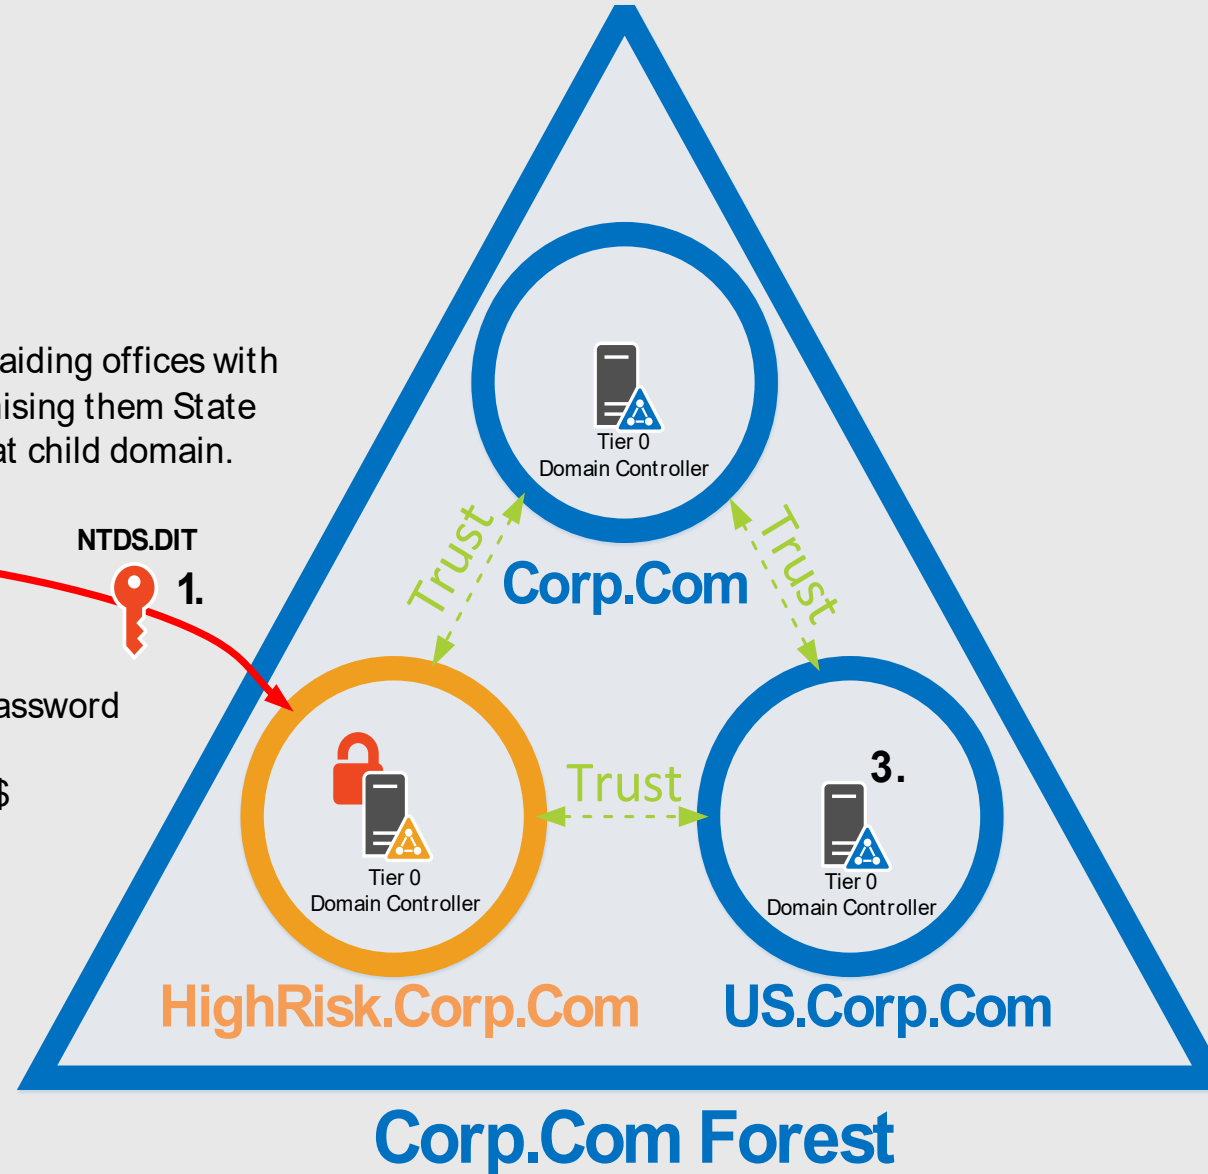 aiding offices with
ising them State
at child domain.
NTDS.DIT
1.
assword
$
Tier 0
Domain Controller
Trust
Trust
Corp.Com
Trust
3.
Tier 0
Domain Controller
Tier 0
Domain Controller
HighRisk.Corp.Com
US.Corp.Com
Corp.Com Forest